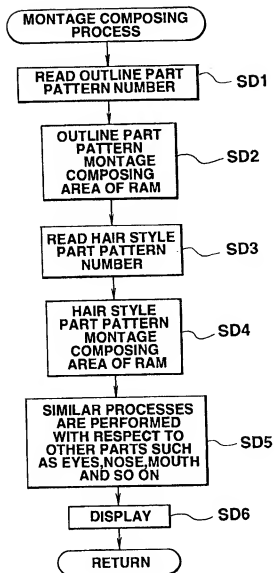 MONTAGE COMPOSING
PROCESS
READ OUTLINE PART
PATTERN NUMBER
SD1
OUTLINE PART
PATTERN
MONTAGE
COMPOSING
AREA OF RAM
SD2
READ HAIR STYLE
PART PATTERN
NUMBER
SD3
HAIR STYLE
PART PATTERN
MONTAGE
COMPOSING
AREA OF RAM
SD4
SIMILAR PROCESSES
ARE PERFORMED
WITH RESPECT TO
OTHER PARTS SUCH
AS EYES,NOSE,MOUTH
AND SO ON
SD5
DISPLAY
SD6
RETURN